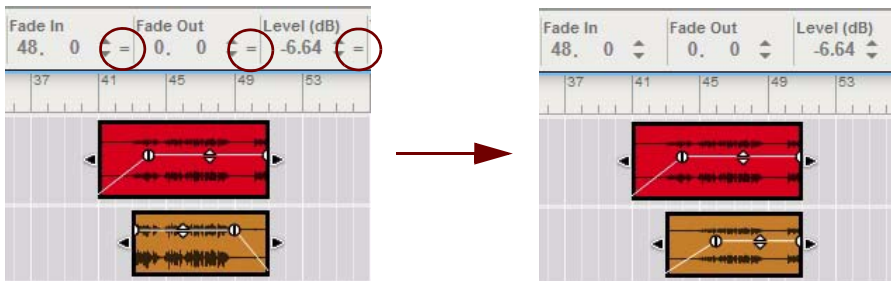 Fade In Fade Out Level (dB)
48. 0 = 0. 0 = -6.64 =
37 41 45 49 53
Fade In Fade Out Level (dB)
48. 0 0. 0 -6.64
37 41 45 49 53